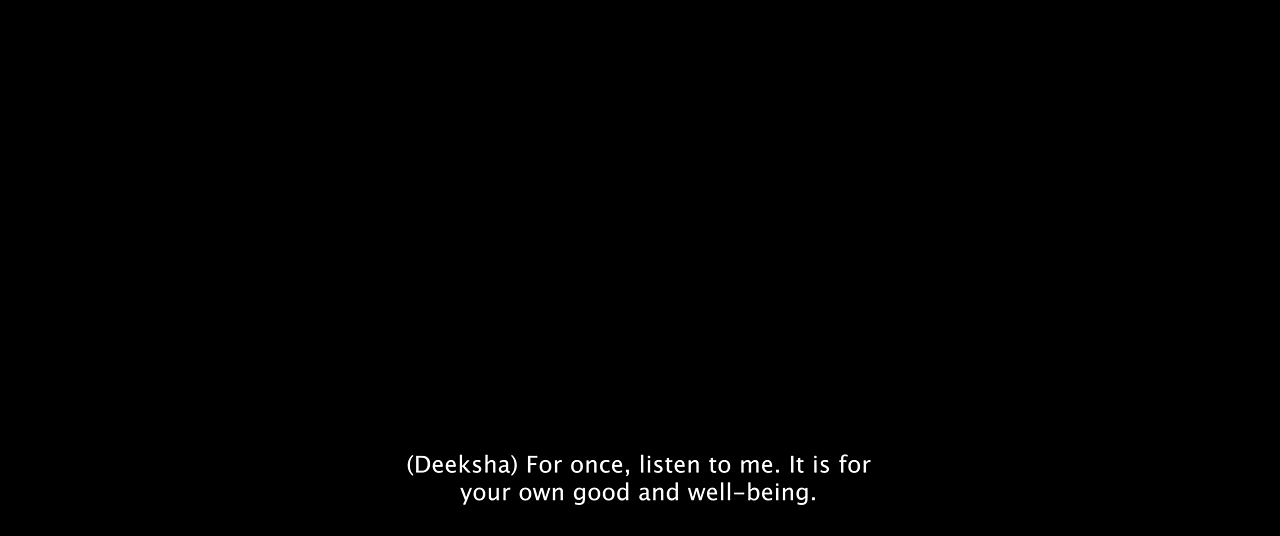 (Deeksha) For once, listen to me. It is for
your own good and well-being.